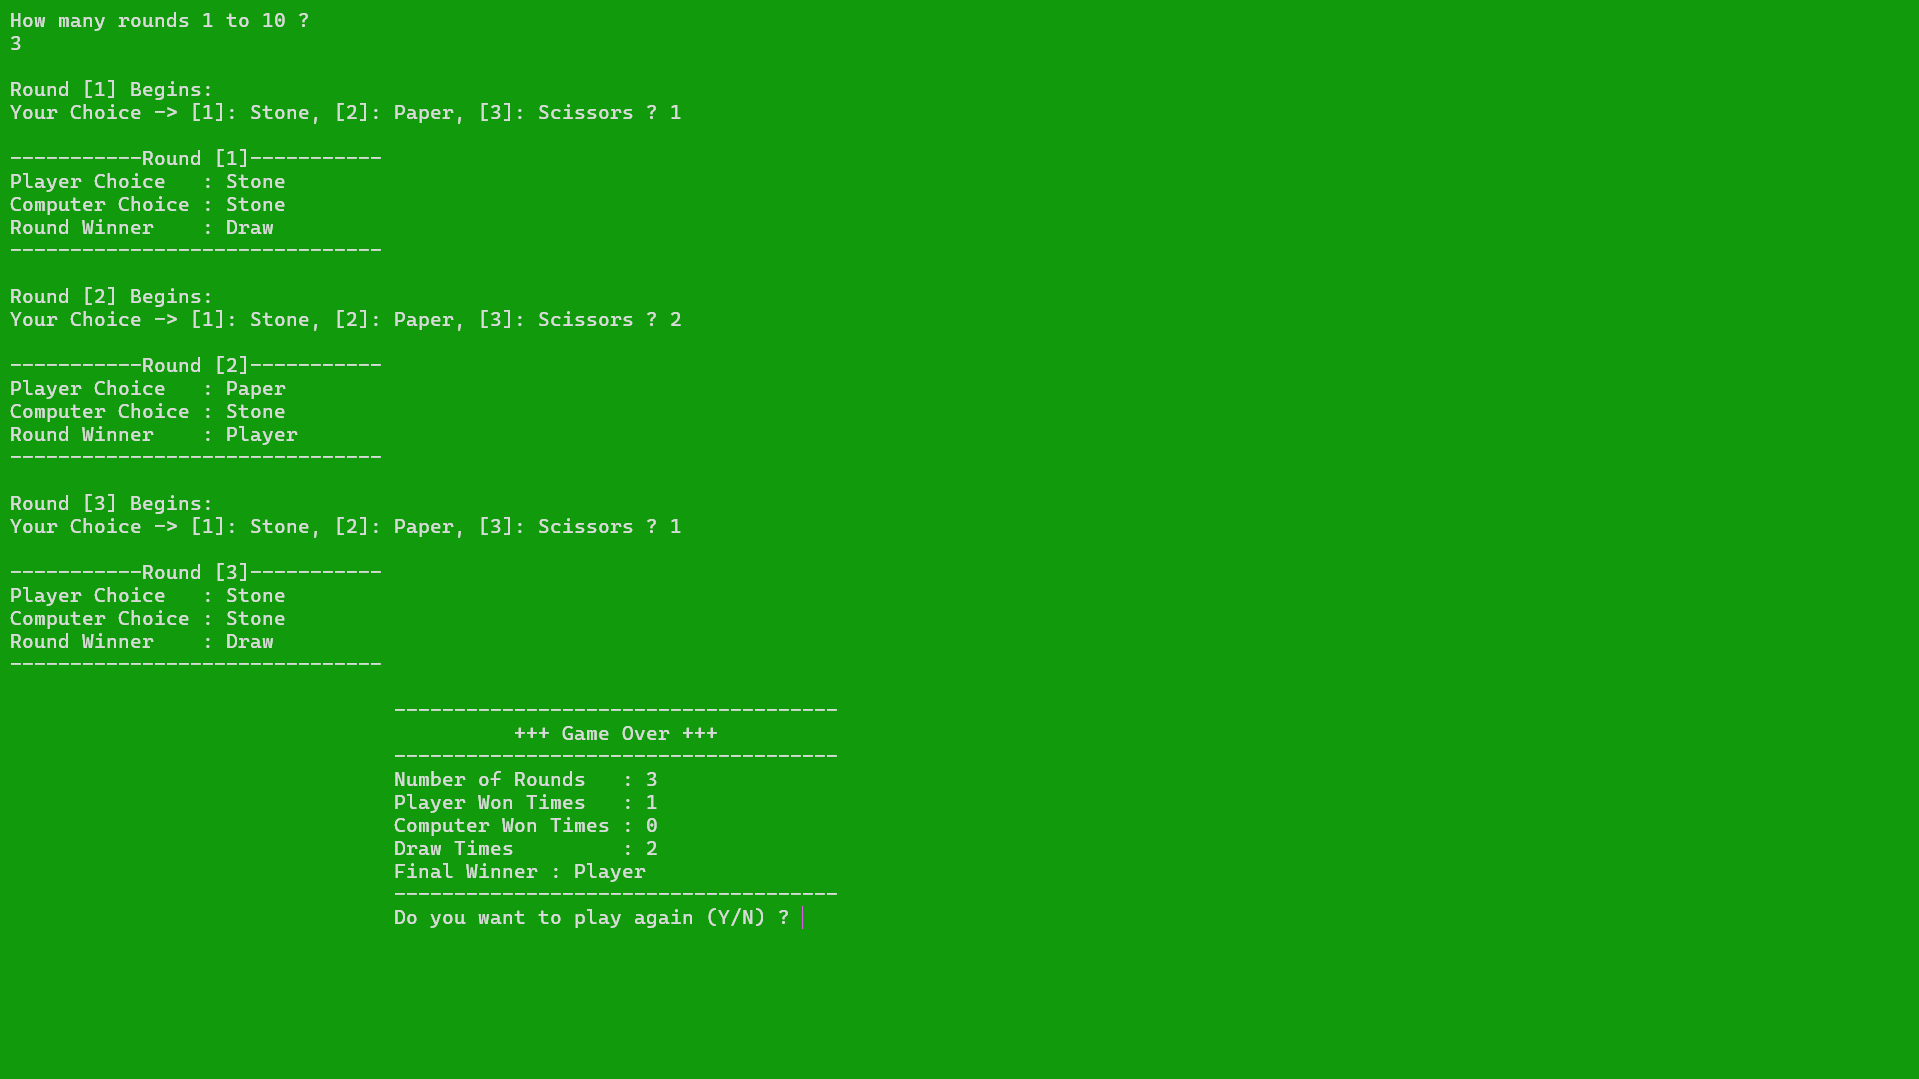 How many rounds 1 to 10 ?
3
Round [1] Begins:
Your Choice -> [1]: Stone, [2]: Paper, [3]: Scissors ? 1
-----------Round [1]-----------
Player Choice   : Stone
Computer Choice : Stone
Round Winner    : Draw
-------------------------------
Round [2] Begins:
Your Choice -> [1]: Stone, [2]: Paper, [3]: Scissors ? 2
-----------Round [2]-----------
Player Choice   : Paper
Computer Choice : Stone
Round Winner    : Player
-------------------------------
Round [3] Begins:
Your Choice -> [1]: Stone, [2]: Paper, [3]: Scissors ? 1
-----------Round [3]-----------
Player Choice   : Stone
Computer Choice : Stone
Round Winner    : Draw
-------------------------------
-------------------------------------
+++ Game Over +++
-------------------------------------
Number of Rounds   : 3
Player Won Times   : 1
Computer Won Times : 0
Draw Times         : 2
Final Winner : Player
-------------------------------------
Do you want to play again (Y/N) ?